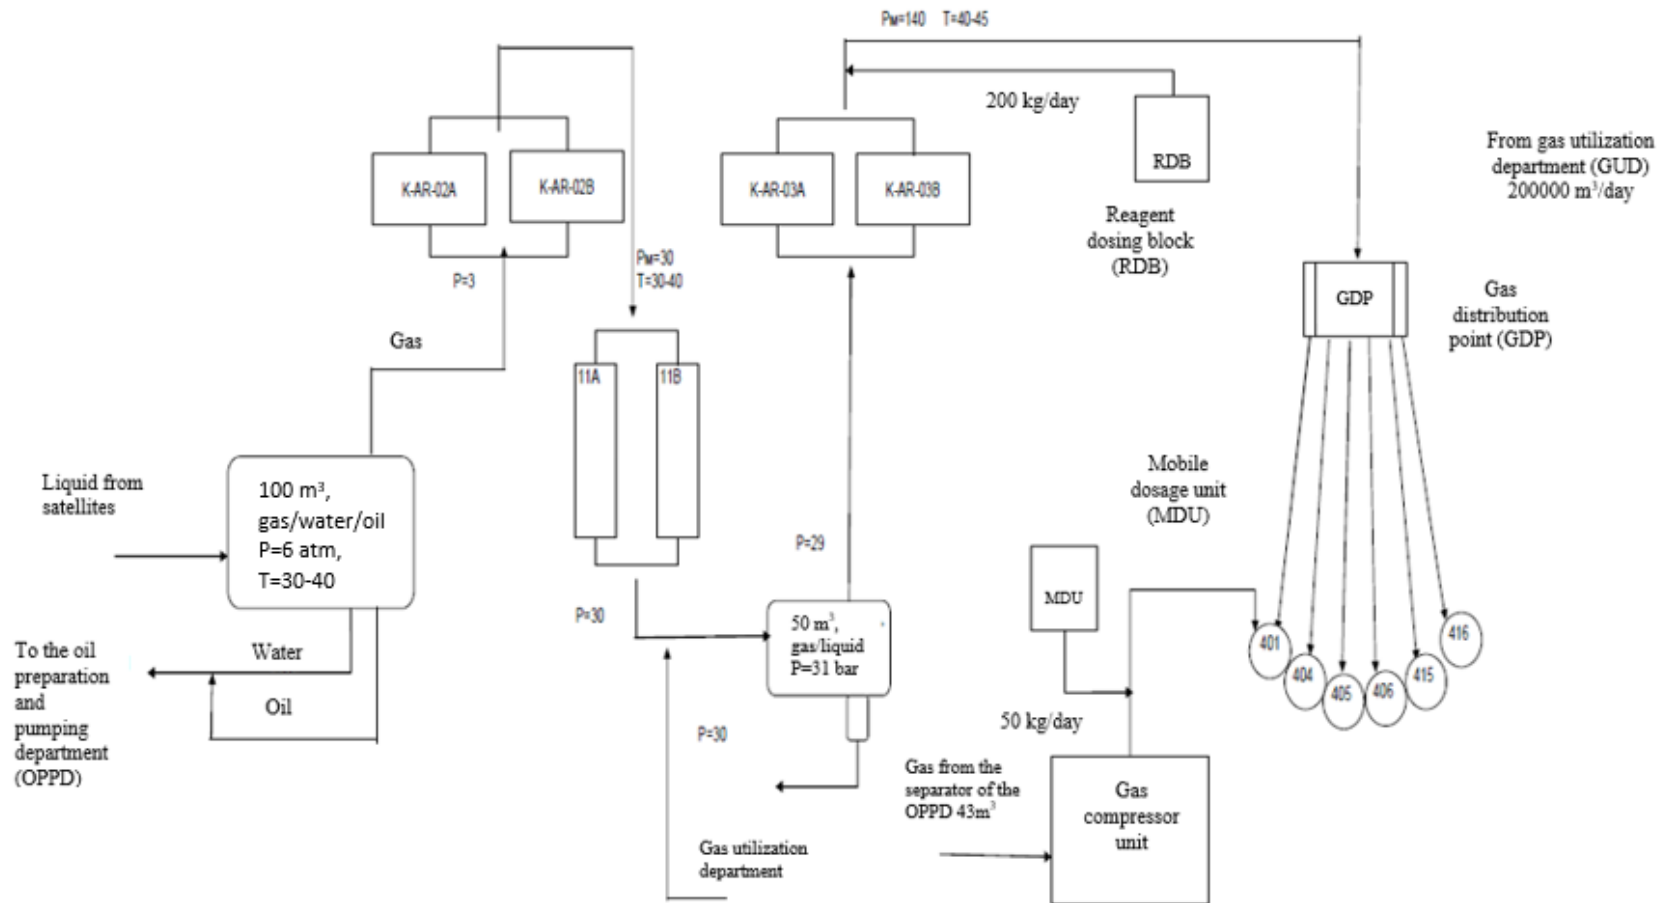 Pм=140 T=40-45
200 kg/day
RDB
Reagent
dosing block
(RDB)
From gas utilization
department (GUD)
200000 m³/day
K-AR-02A
K-AR-02B
K-AR-03A
K-AR-03B
P=3
Pм=30
T=30-40
GDP
Gas
distribution
point (GDP)
Gas
11A
11B
Liquid from
satellites
100 m³,
gas/water/oil
P=6 atm,
T=30-40
Mobile
dosage unit
(MDU)
P=29
MDU
P=30
50 m³,
gas/liquid
P=31 bar
401
404
405
406
415
416
To the oil
preparation
and
pumping
department
(OPPD)
Water
Oil
P=30
50 kg/day
Gas from the
separator of the
OPPD 43m³
Gas
compressor
unit
Gas utilization
department